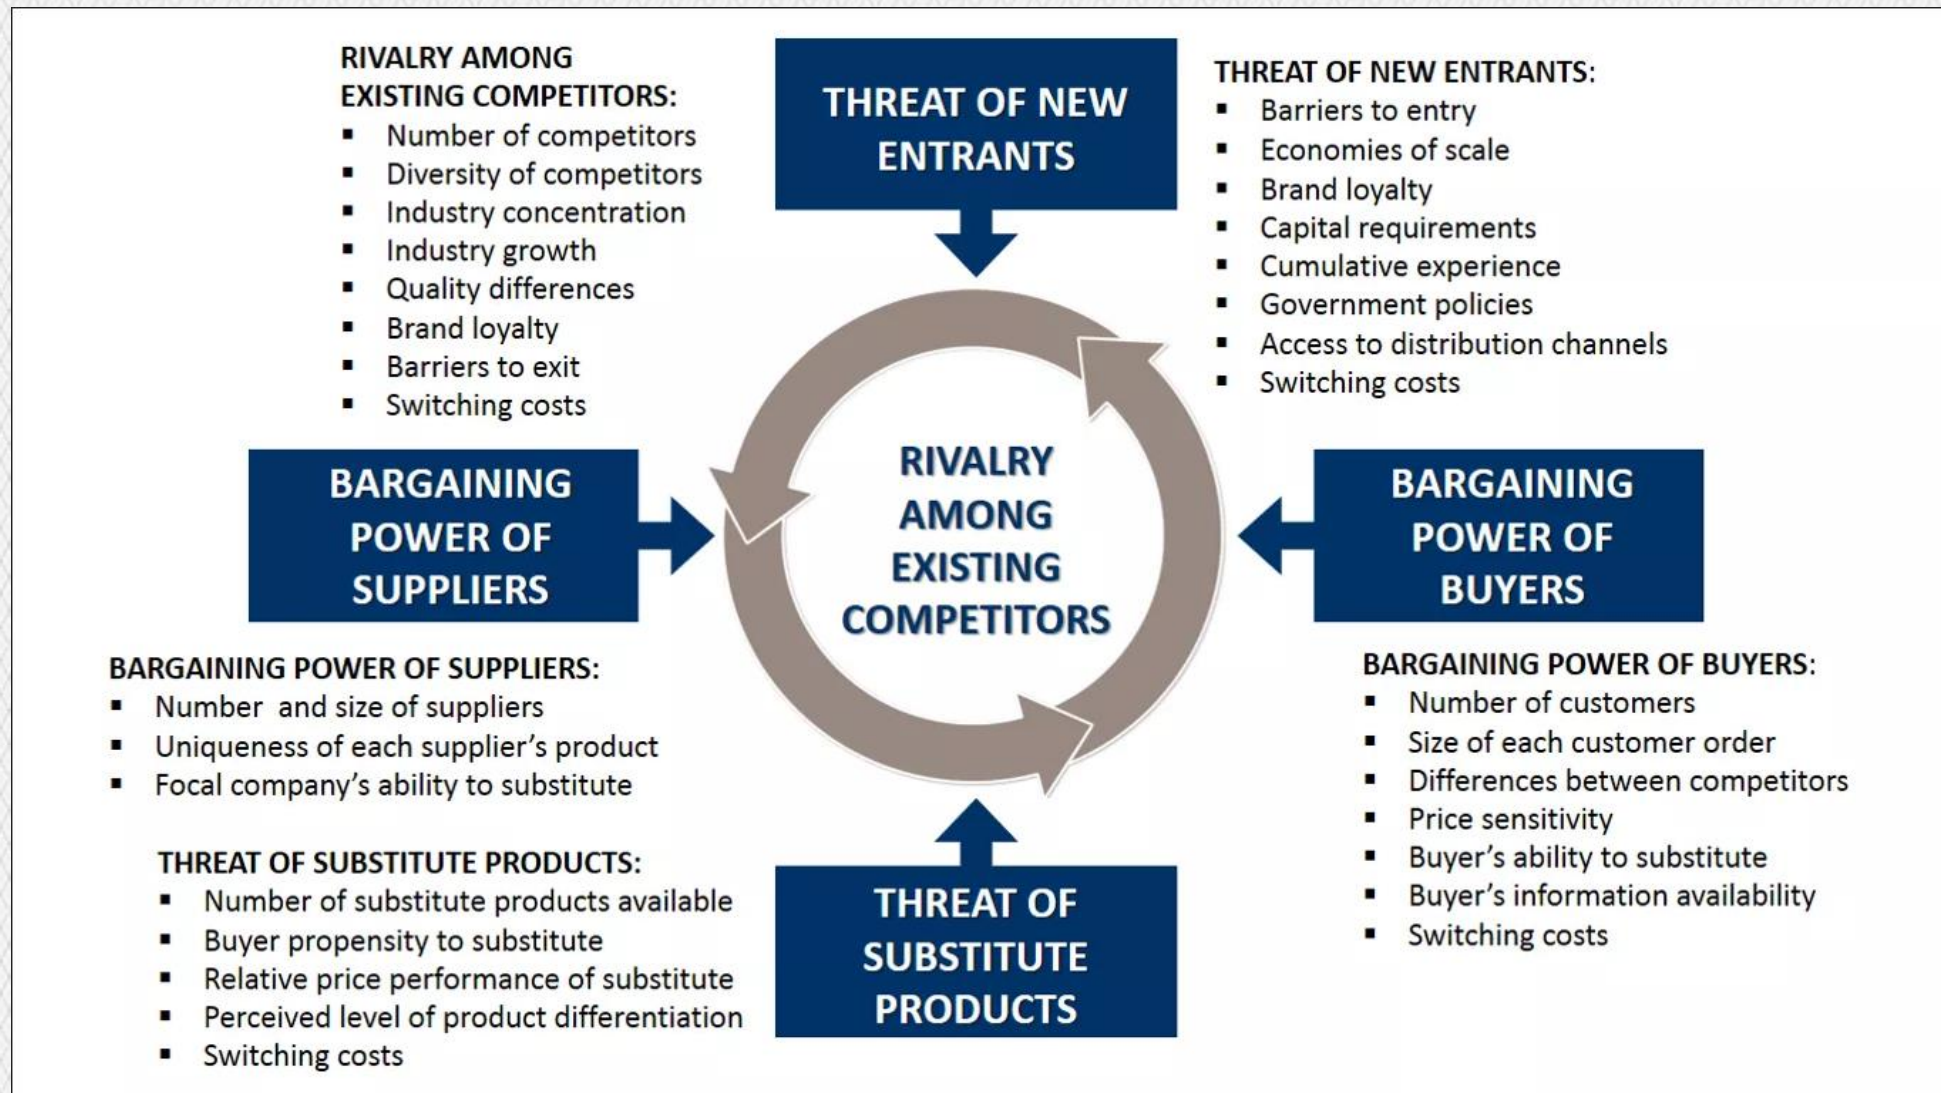 RIVALRY AMONG
EXISTING COMPETITORS:
▪ Number of competitors
▪ Diversity of competitors
▪ Industry concentration
▪ Industry growth
▪ Quality differences
▪ Brand loyalty
▪ Barriers to exit
▪ Switching costs
THREAT OF NEW
ENTRANTS
THREAT OF NEW ENTRANTS:
▪ Barriers to entry
▪ Economies of scale
▪ Brand loyalty
▪ Capital requirements
▪ Cumulative experience
▪ Government policies
▪ Access to distribution channels
▪ Switching costs
BARGAINING
POWER OF
SUPPLIERS
RIVALRY
AMONG
EXISTING
COMPETITORS
BARGAINING
POWER OF
BUYERS
BARGAINING POWER OF SUPPLIERS:
▪ Number and size of suppliers
▪ Uniqueness of each supplier’s product
▪ Focal company’s ability to substitute
THREAT OF SUBSTITUTE PRODUCTS:
▪ Number of substitute products available
▪ Buyer propensity to substitute
▪ Relative price performance of substitute
▪ Perceived level of product differentiation
▪ Switching costs
THREAT OF
SUBSTITUTE
PRODUCTS
BARGAINING POWER OF BUYERS:
▪ Number of customers
▪ Size of each customer order
▪ Differences between competitors
▪ Price sensitivity
▪ Buyer’s ability to substitute
▪ Buyer’s information availability
▪ Switching costs